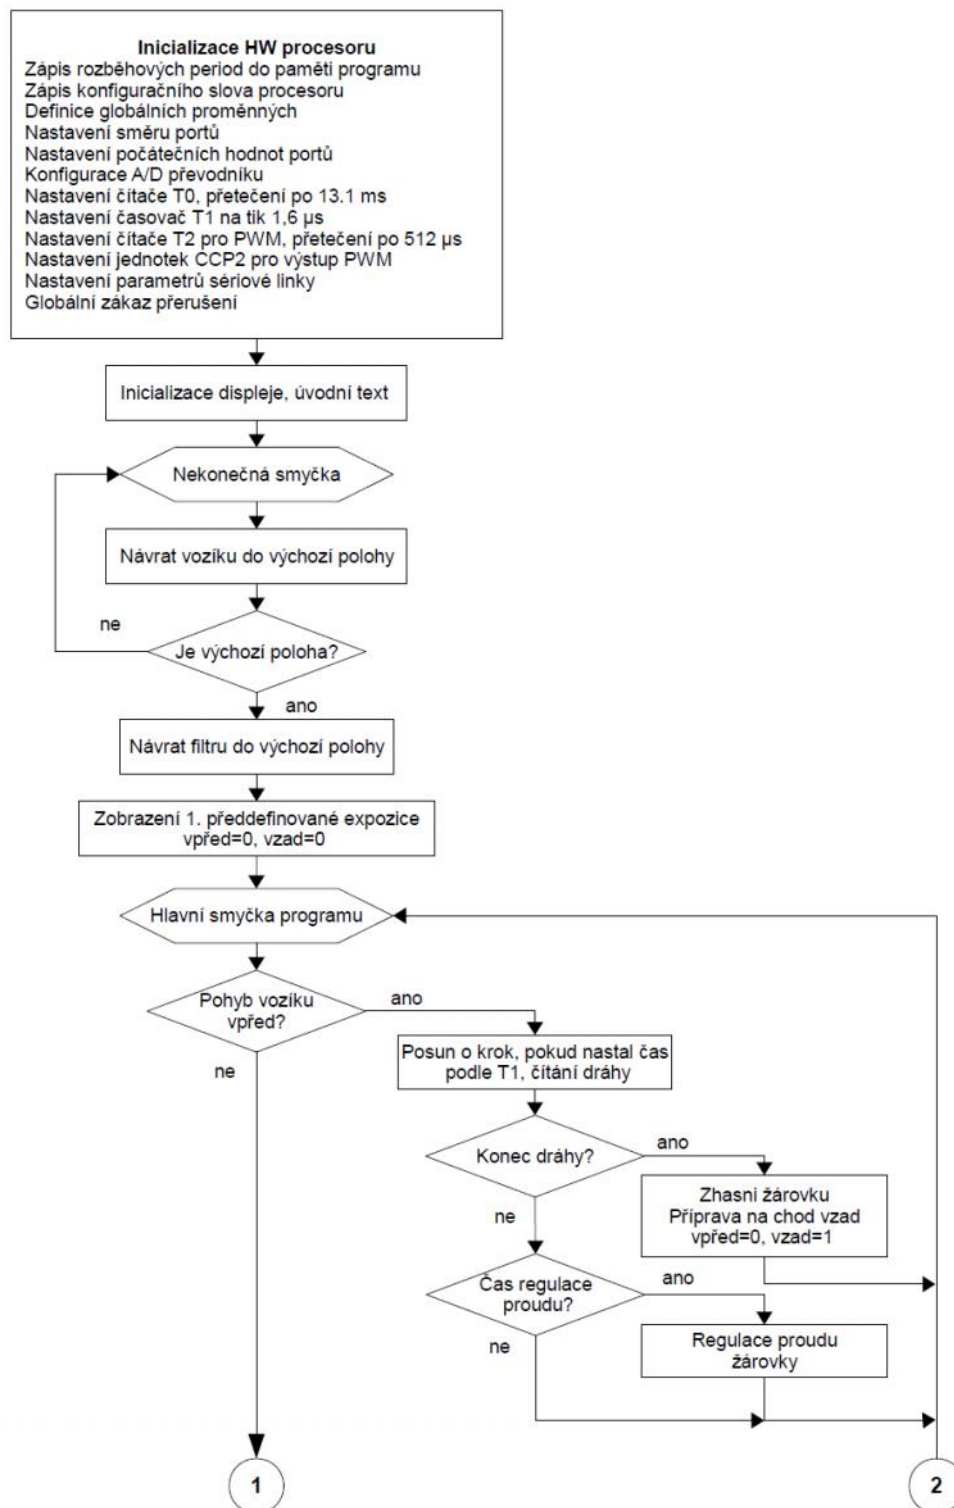 Inicializace HW procesoru
Zápis rozběhových period do paměti programu
Zápis konfiguračního slova procesoru
Definice globálních proměnných
Nastavení směru portů
Nastavení počátečních hodnot portů
Konfigurace A/D převodníku
Nastavení čítače T0, přetečení po 13.1 ms
Nastavení časovač T1 na tik 1,6 µs
Nastavení čítače T2 pro PWM, přetečení po 512 µs
Nastavení jednotek CCP2 pro výstup PWM
Nastavení parametrů sériové linky
Globální zákaz přerušení
Inicializace displeje, úvodní text
Nekonečná smyčka
Návrat vozíku do výchozí polohy
ne
Je výchozí poloha?
ano
Návrat filtru do výchozí polohy
Zobrazení 1. předdefinované expozice
vpřed=0, vzad=0
Hlavní smyčka programu
Pohyb vozíku
vpřed?
ano
ne
Posun o krok, pokud nastal čas
podle T1, čítání dráhy
Konec dráhy?
ano
ne
Zhasni žárovku
Příprava na chod vzad
vpřed=0, vzad=1
Čas regulace
proudu?
ano
ne
Regulace proudu
žárovky
1
2